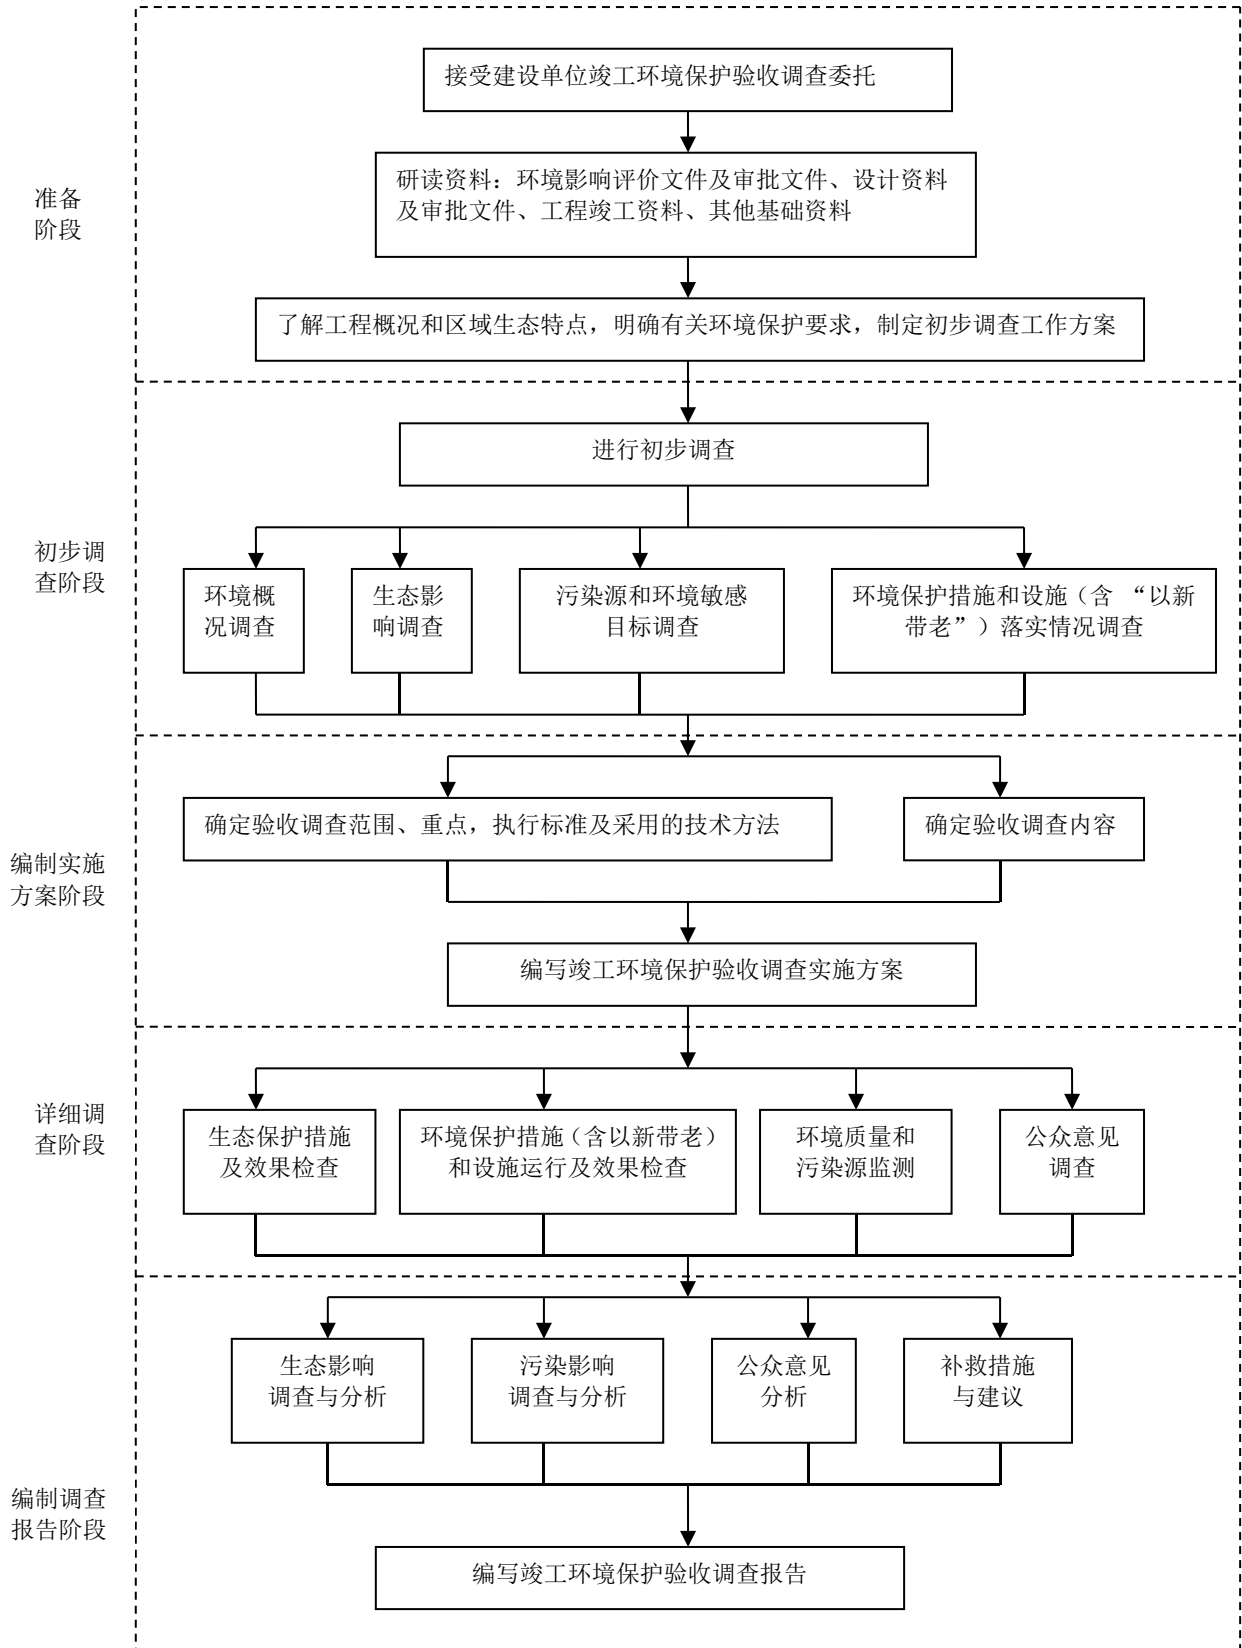 接受建设单位竣工环境保护验收调查委托
准备
阶段
研读资料：环境影响评价文件及审批文件、设计资料
及审批文件、工程竣工资料、其他基础资料
了解工程概况和区域生态特点，明确有关环境保护要求，制定初步调查工作方案
进行初步调查
初步调
查阶段
环境概
况调查
生态影
响调查
污染源和环境敏感
目标调查
环境保护措施和设施（含 “以新
带老”）落实情况调查
编制实施
方案阶段
确定验收调查范围、重点，执行标准及采用的技术方法
确定验收调查内容
编写竣工环境保护验收调查实施方案
详细调
查阶段
生态保护措施
及效果检查
环境保护措施（含以新带老）
和设施运行及效果检查
环境质量和
污染源监测
公众意见
调查
生态影响
调查与分析
污染影响
调查与分析
公众意见
分析
补救措施
与建议
编制调查
报告阶段
编写竣工环境保护验收调查报告